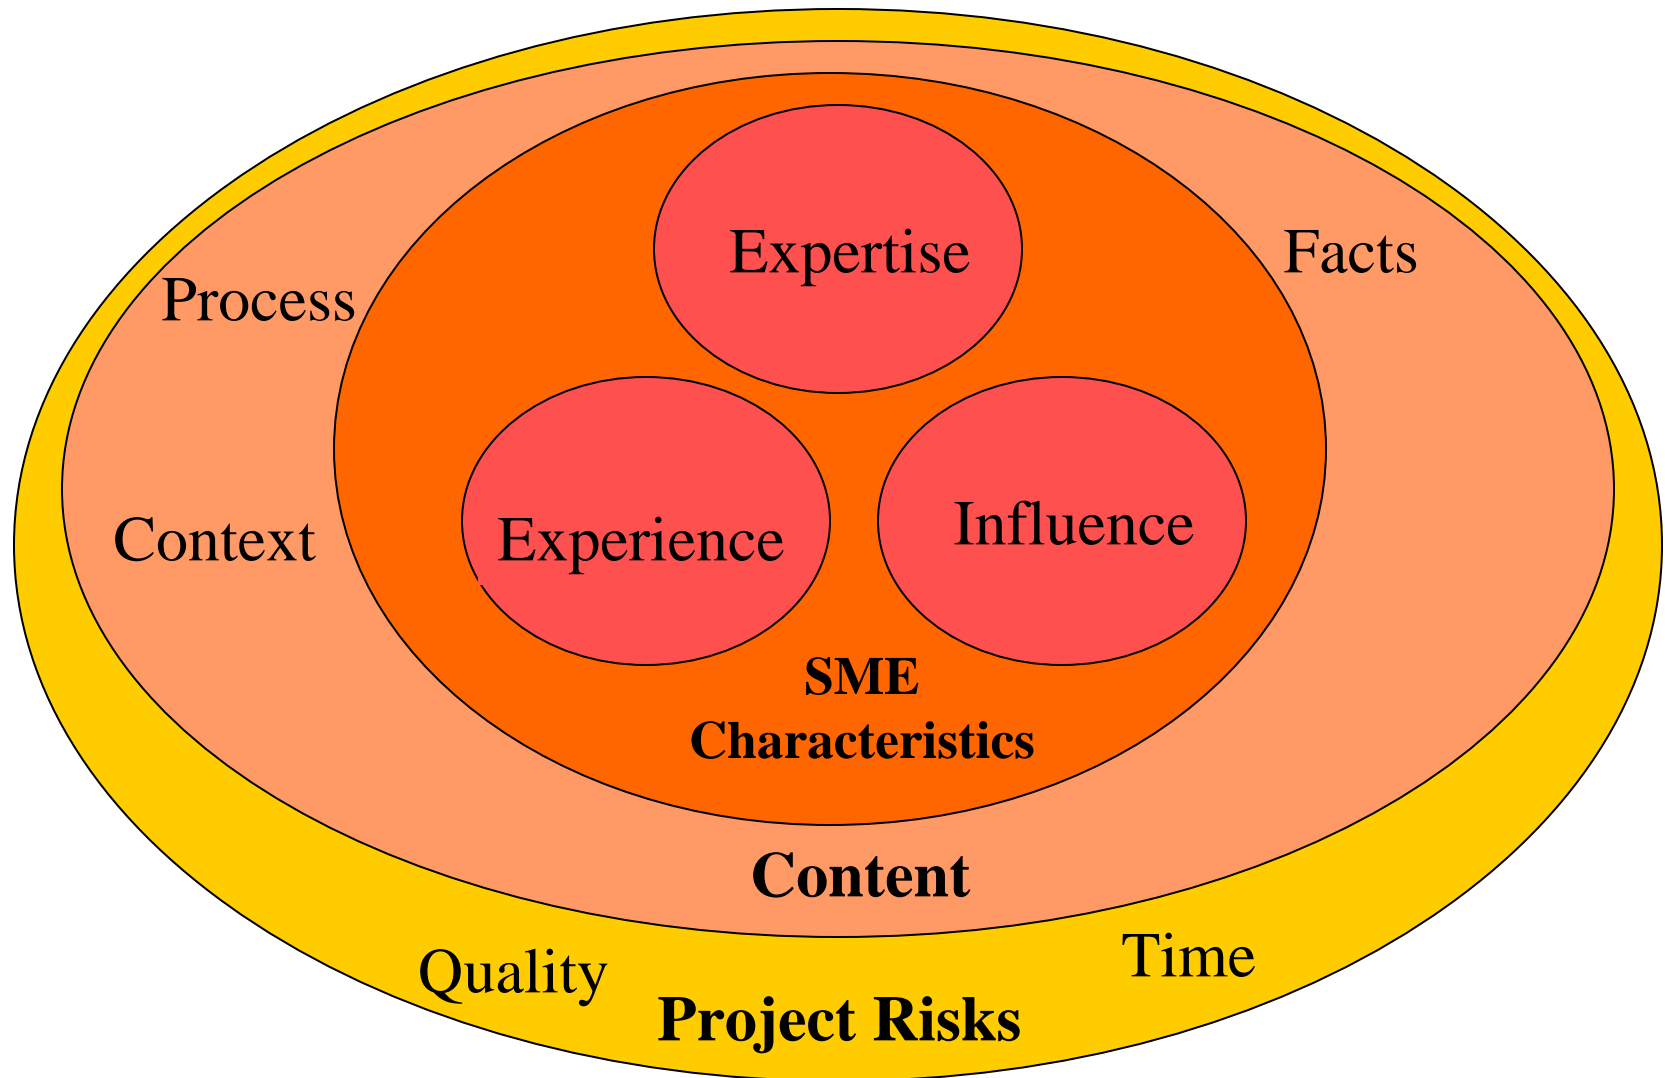 Expertise
Facts
Process
Influence
Context
Experience
SME
Characteristics
Content
Time
Quality
Project Risks